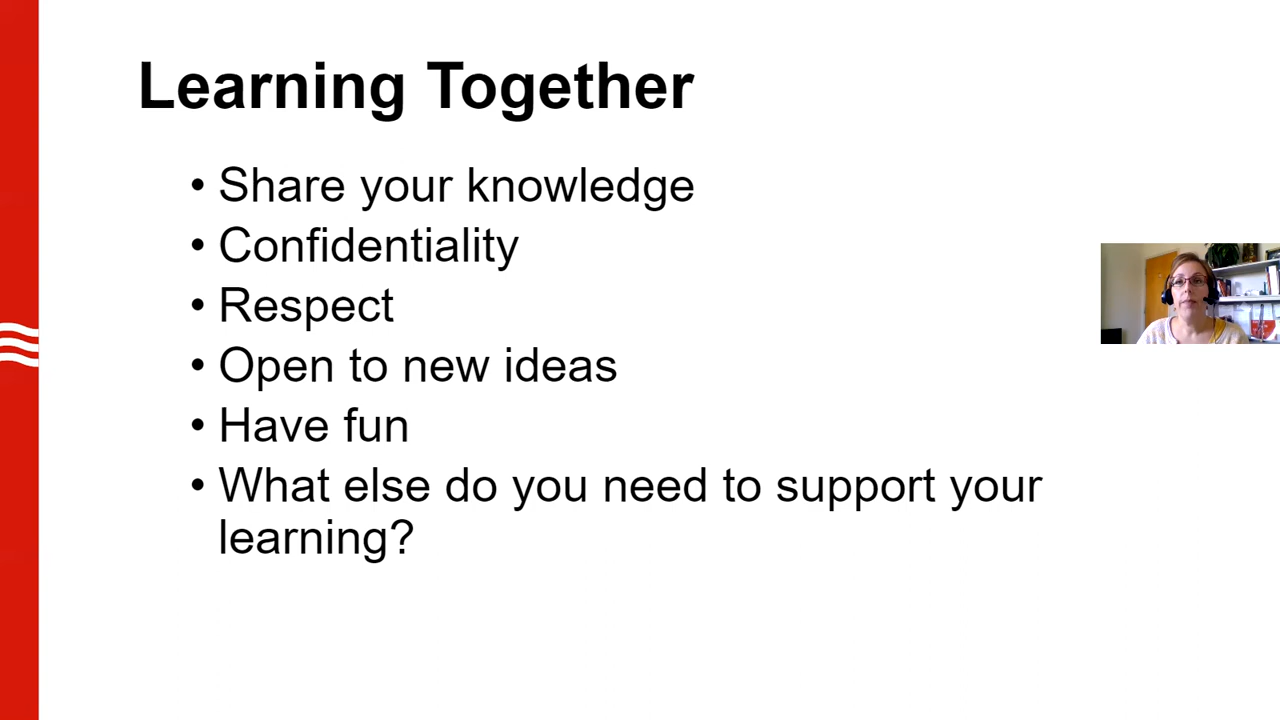 Learning Together
• Share your knowledge
• Confidentiality
• Respect
• Open to new ideas
• Have fun
• What else do you need to support your
learning?